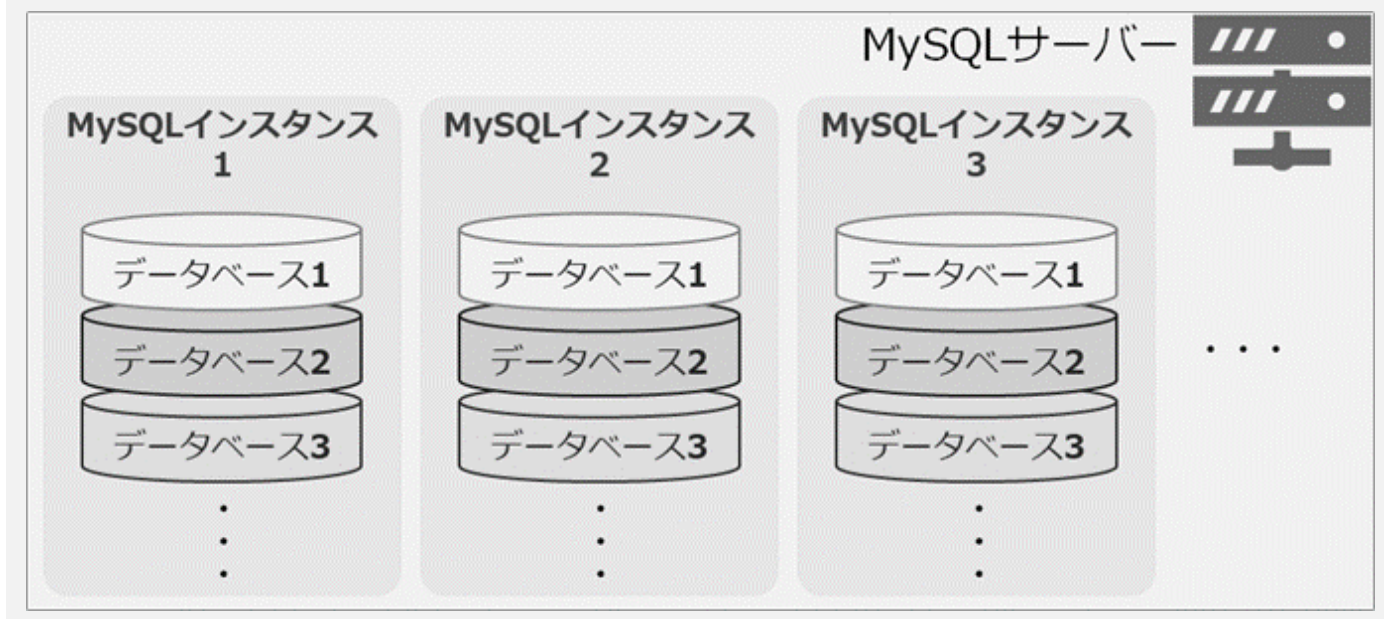 MySQLサーバー
MySQLインスタンス
1
データベース1
データベース2
データベース3
・
・
・
MySQLインスタンス
2
データベース1
データベース2
データベース3
・
・
・
MySQLインスタンス
3
データベース1
データベース2
データベース3
・
・
・
・・・